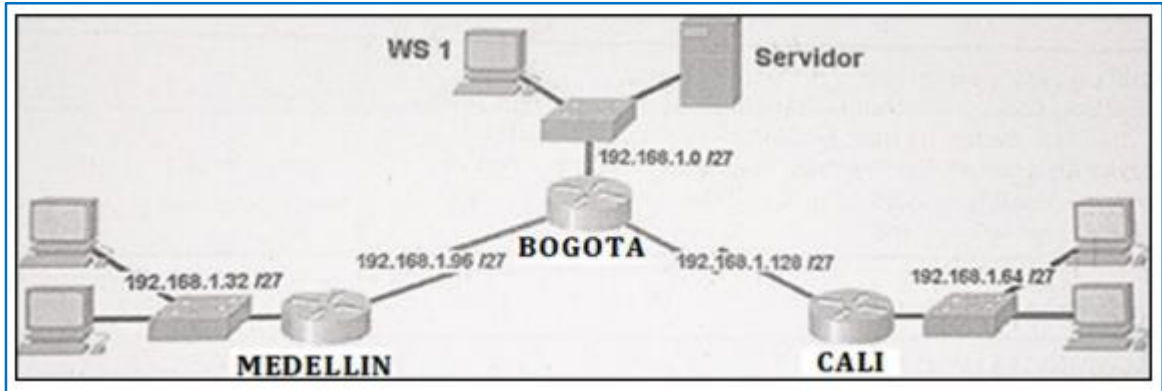 WS 1
Servidor
192.168.1.0 /27
BOGOTA
192.168.1.96 /27
192.168.1.128 /27
192.168.1.32 /27
192.168.1.64 /27
MEDELLIN
CALI